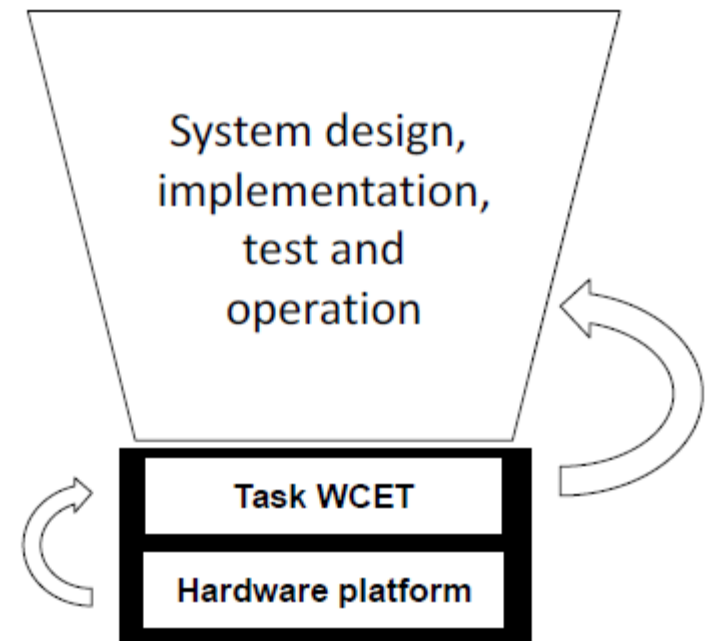 System design,
implementation,
test and
operation
Task WCET
Hardware platform